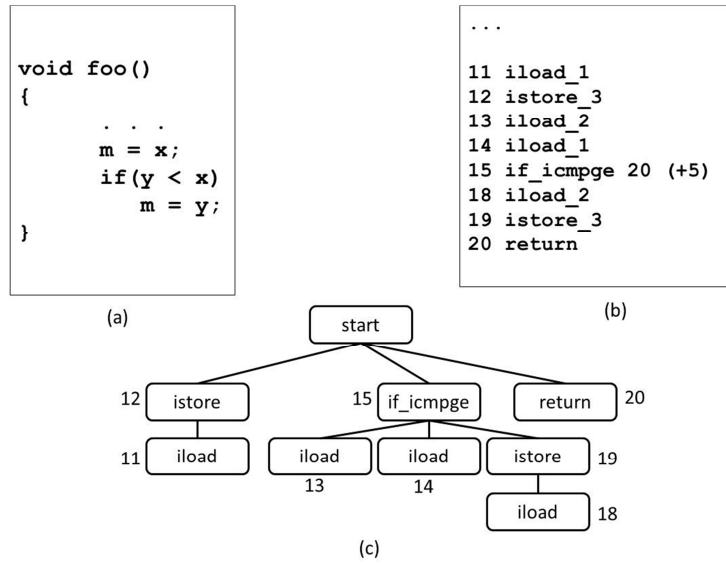 void foo()
{
. . .
m = x;
if(y < x)
m = y;
}
(a)
...
11 iload_1
12 istore_3
13 iload_2
14 iload_1
15 if_icmpge 20 (+5)
18 iload_2
19 istore_3
20 return
(b)
start
12 istore 15 if_icmpge return 20
11 iload iload iload istore 19
13 14
iload 18
(c)